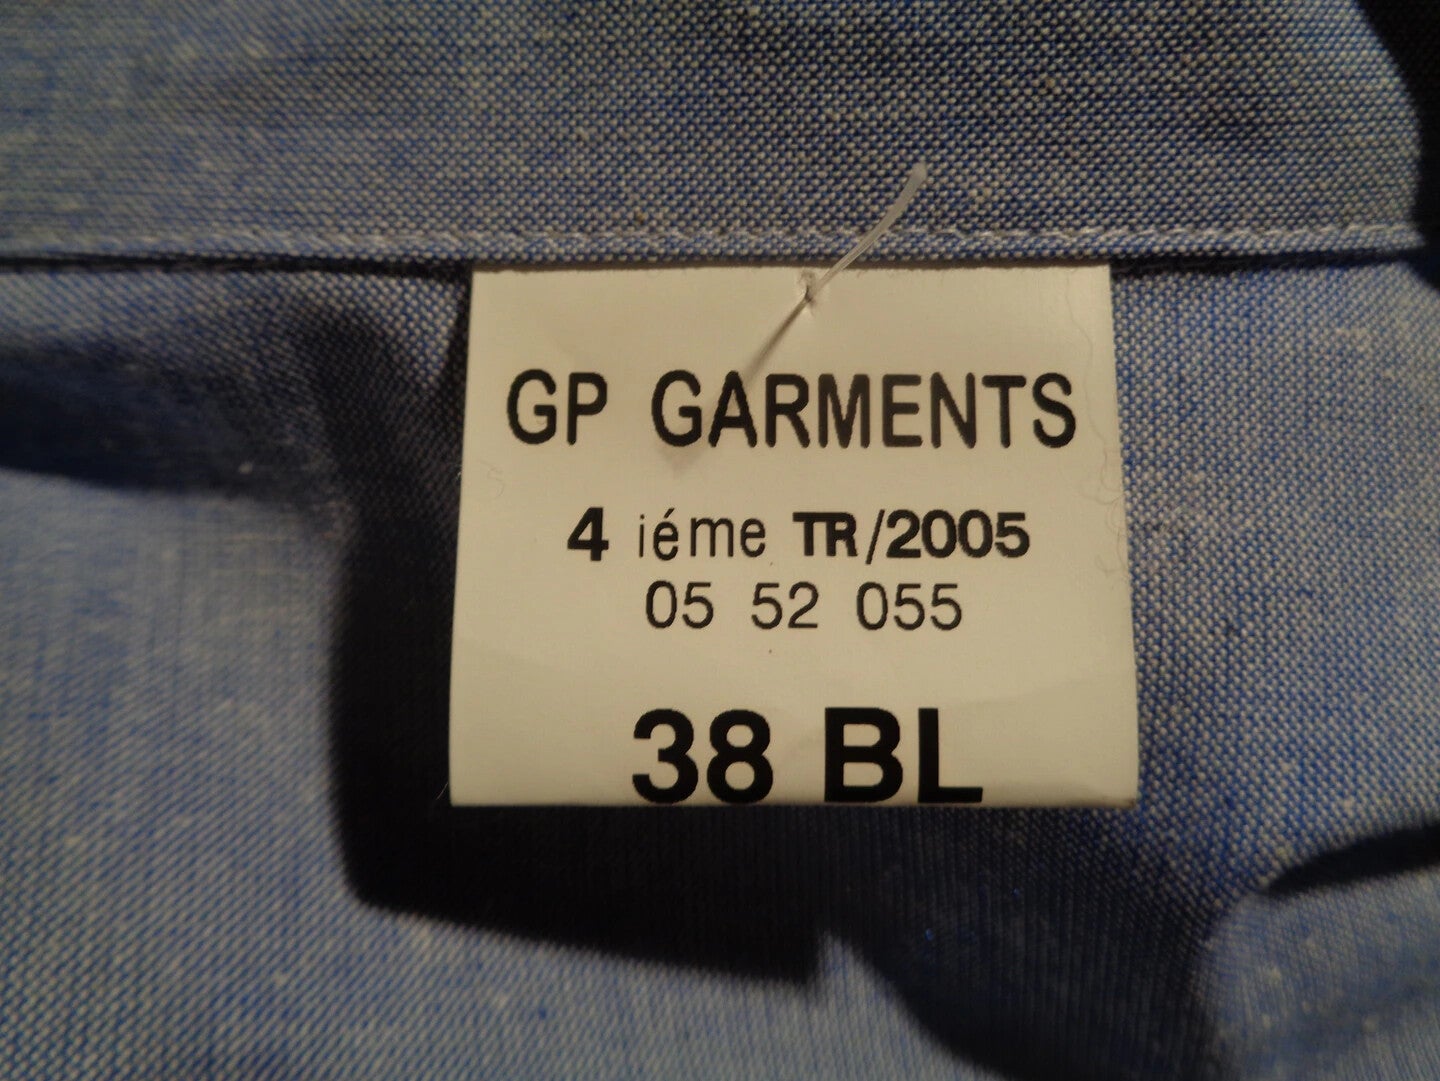 GP GARMENTS
4 iéme TR/2005
05 52 055
38 BL